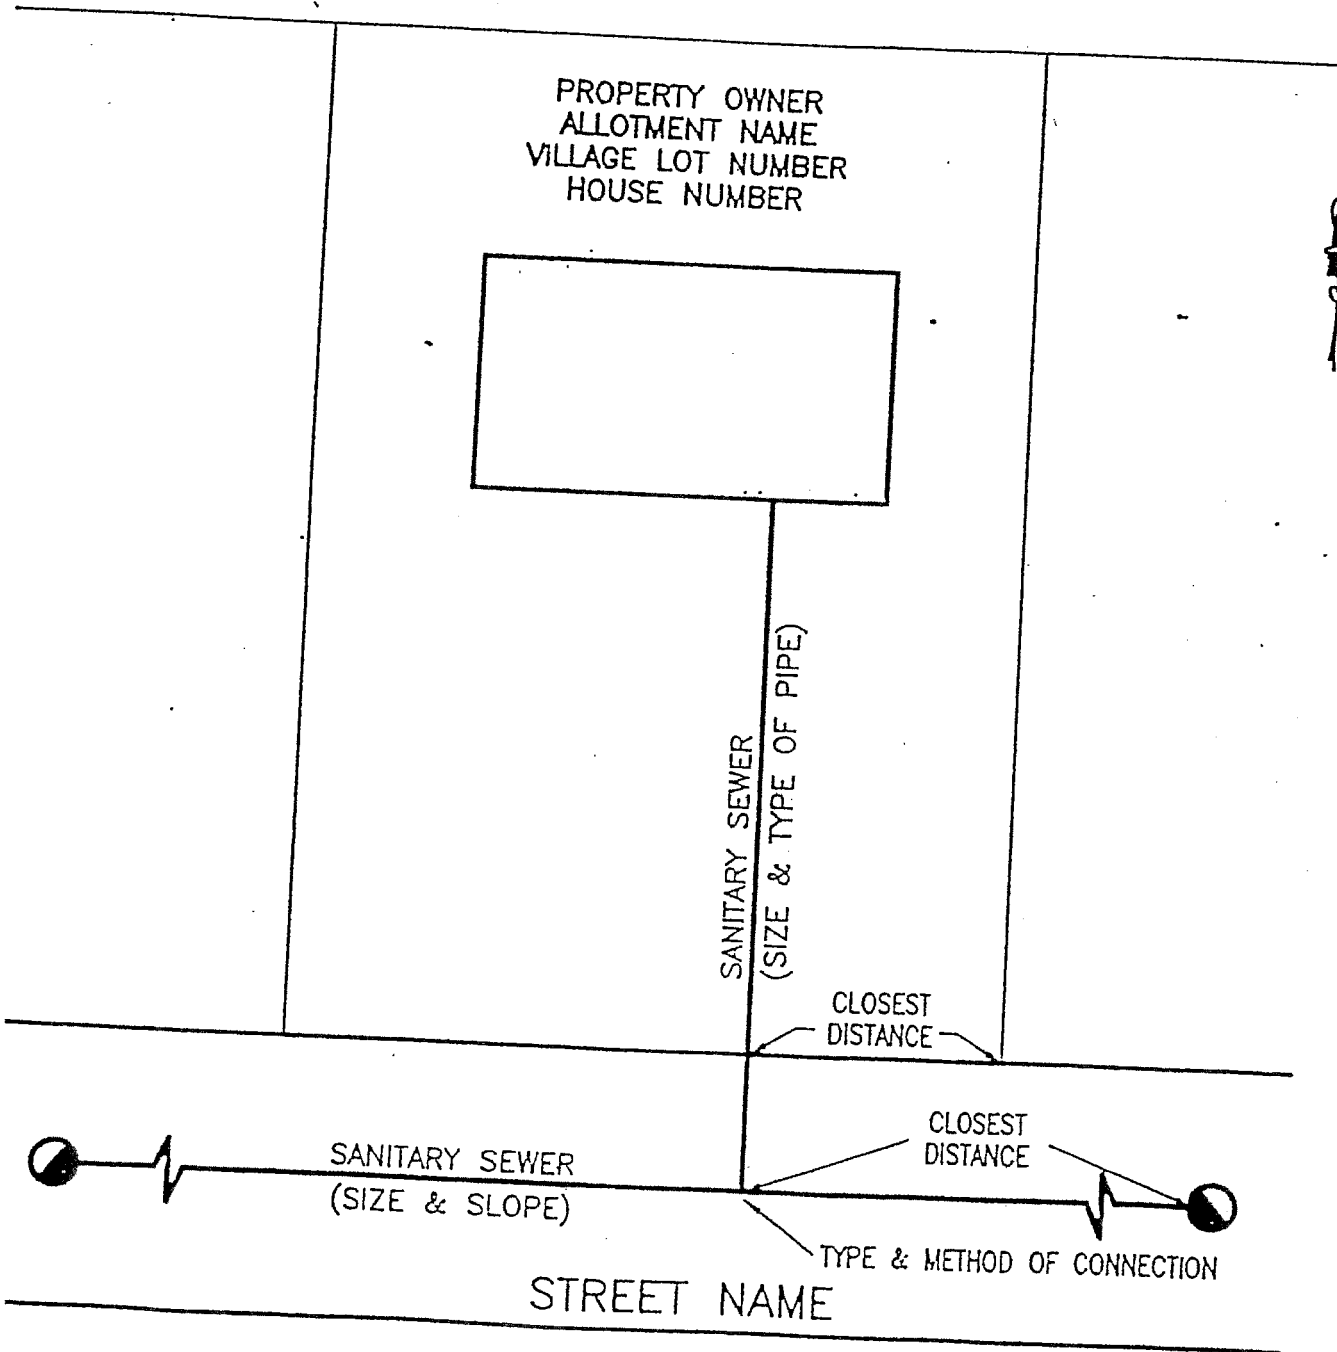 PROPERTY OWNER
ALLOTMENT NAME
VILLAGE LOT NUMBER
HOUSE NUMBER
SANITARY SEWER
(SIZE & TYPE OF PIPE)
CLOSEST
DISTANCE
CLOSEST
DISTANCE
SANITARY SEWER
(SIZE & SLOPE)
TYPE & METHOD OF CONNECTION
STREET NAME